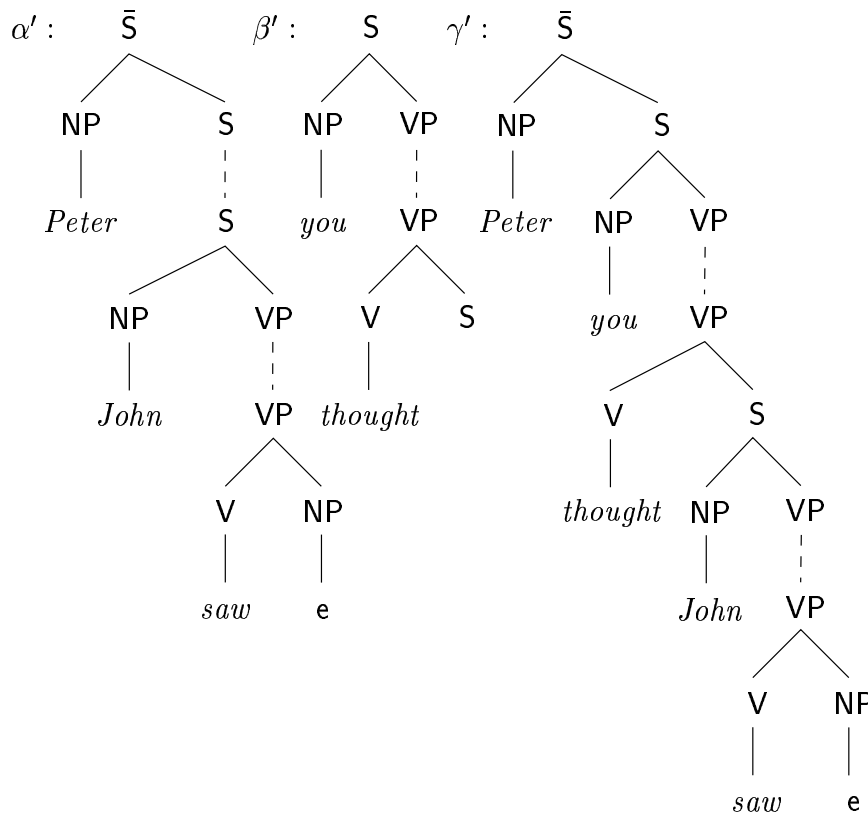 α′ : S̄ β′ : S γ′ : S̄
NP S NP VP NP S
Peter S you VP Peter NP VP
NP VP V S you VP
John VP thought V S
V NP thought NP VP
saw e John VP
V NP
saw e